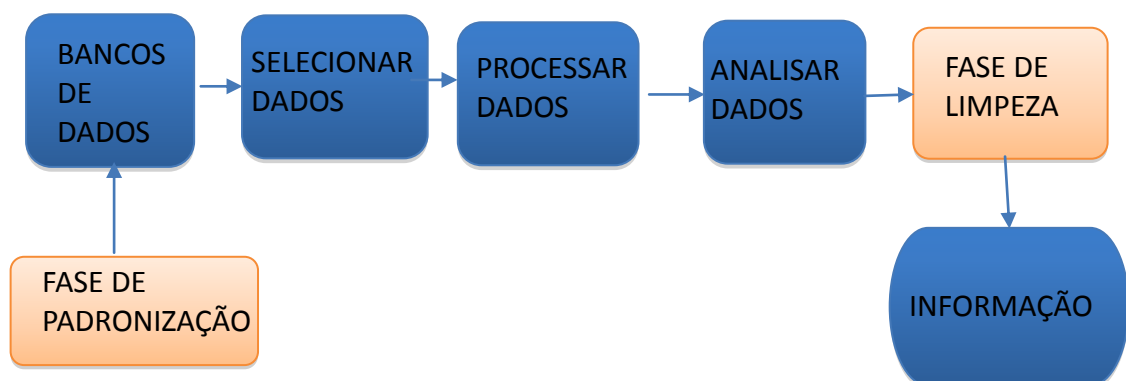 BANCOS
DE
DADOS
SELECIONAR
DADOS
PROCESSAR
DADOS
ANALISAR
DADOS
FASE DE
LIMPEZA
FASE DE
PADRONIZAÇÃO
INFORMAÇÃO